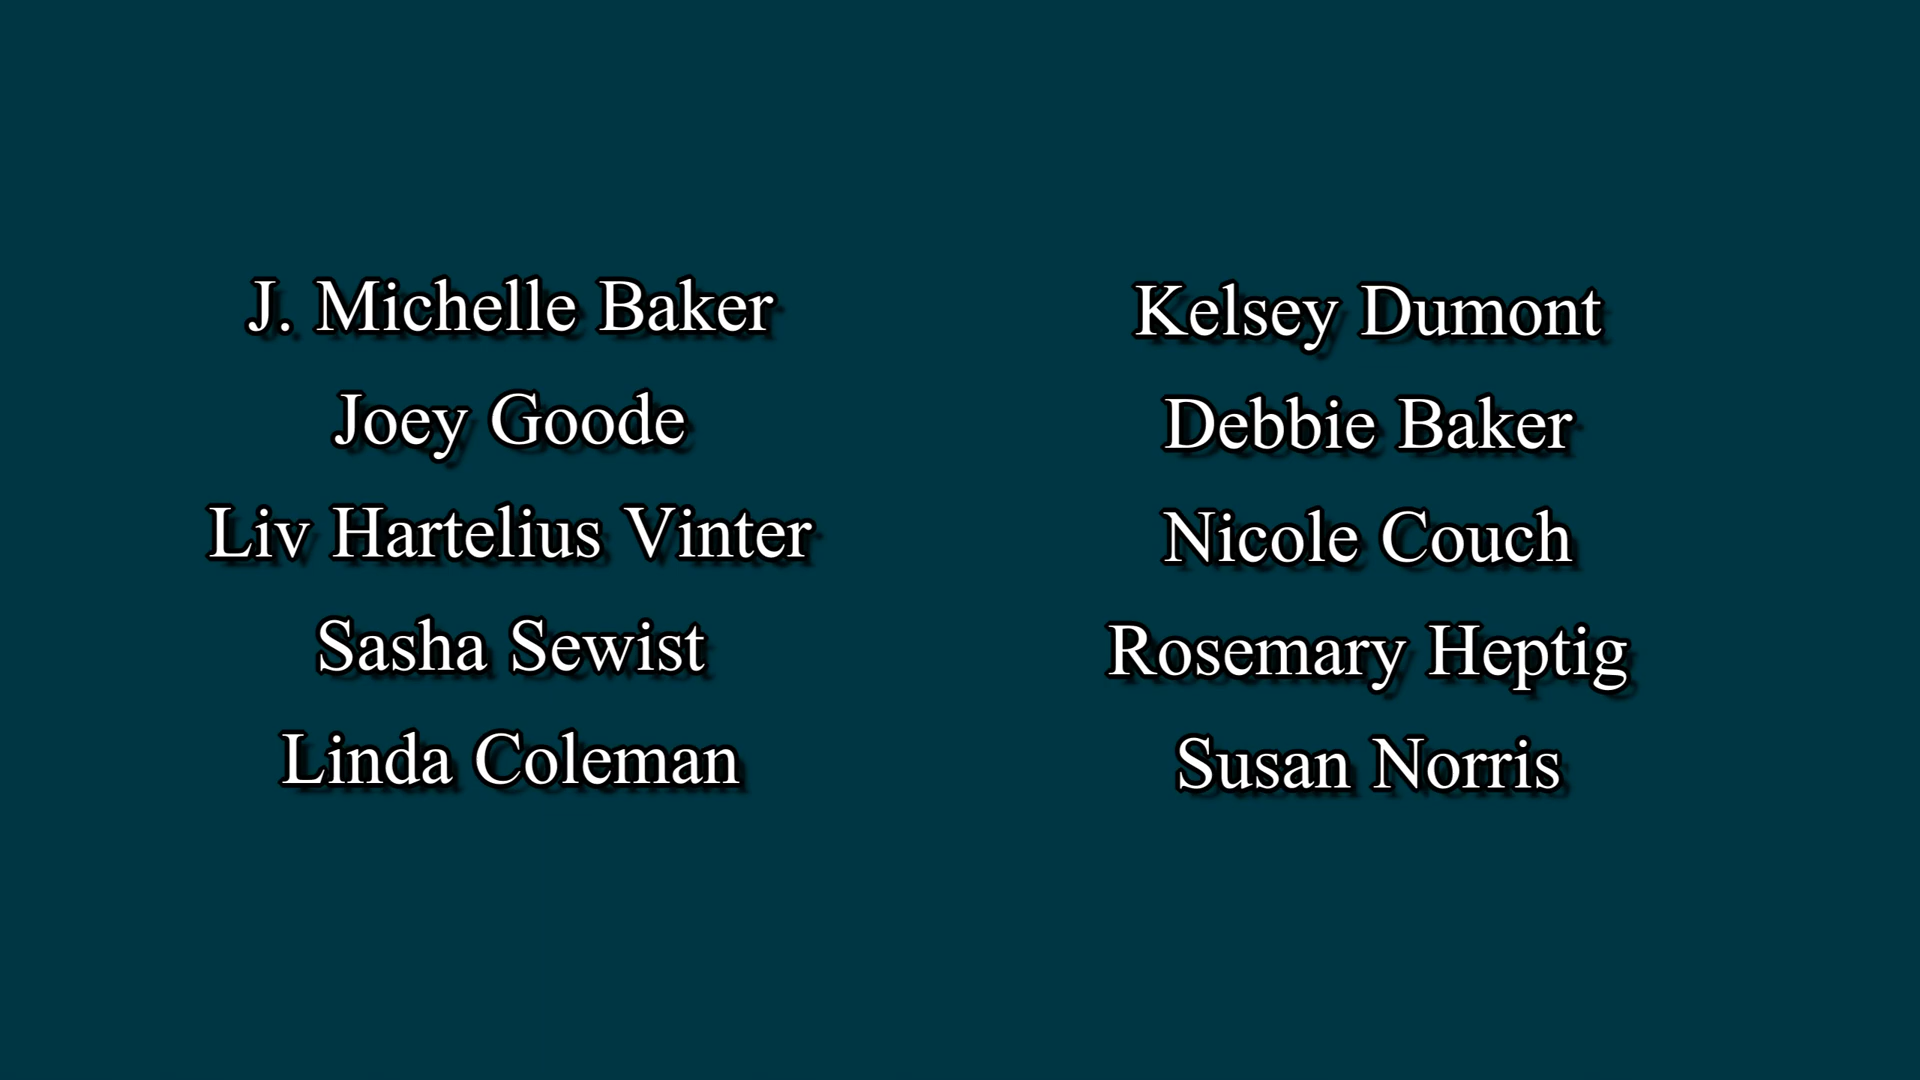 J. Michelle Baker
Joey Goode
Liv Hartelius Vinter
Sasha Sewist
Linda Coleman
Kelsey Dumont
Debbie Baker
Nicole Couch
Rosemary Heptig
Susan Norris